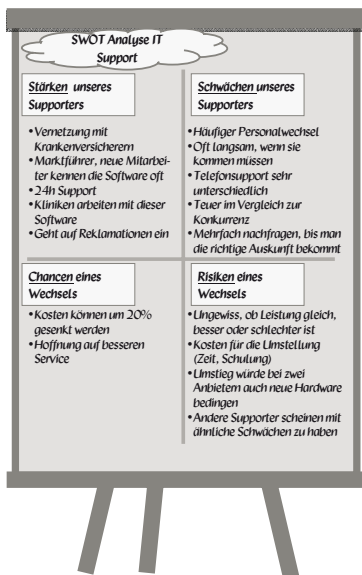 SWOT Analyse IT
Support
Stärken unseres
Supporters
• Vernetzung mit
Krankenversicherern
• Marktführer, neue Mitarbei-
ter kennen die Software oft
• 24h Support
• Kliniken arbeiten mit dieser
Software
• Geht auf Reklamationen ein
Schwächen unseres
Supporters
• Häufiger Personalwechsel
• Oft langsam, wenn sie
kommen müssen
• Telefonsupport sehr
unterschiedlich
• Teuer im Vergleich zur
Konkurrenz
• Mehrfach nachfragen, bis man
die richtige Auskunft bekommt
Chancen eines
Wechsels
• Kosten können um 20%
gesenkt werden
• Hoffnung auf besseren
Service
Risiken eines
Wechsels
• Ungewiss, ob Leistung gleich,
besser oder schlechter ist
• Kosten für die Umstellung
(Zeit, Schulung)
• Umstieg würde bei zwei
Anbietern auch neue Hardware
bedingen
• Andere Supporter scheinen mit
ähnliche Schwächen zu haben